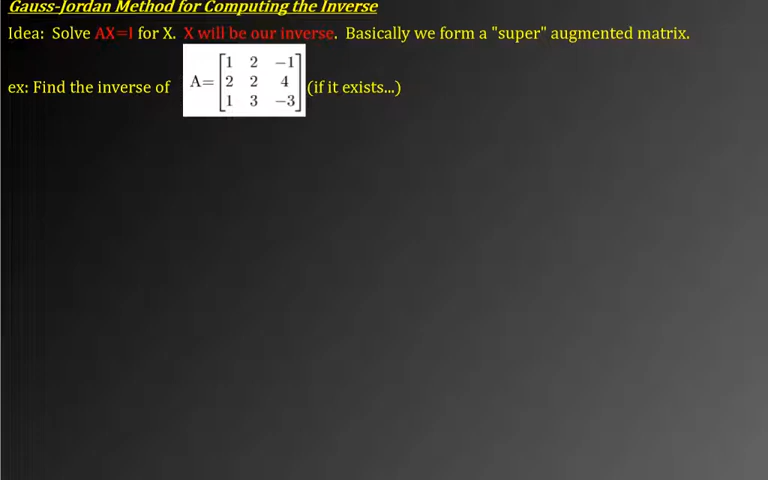 Gauss-Jordan Method for Computing the Inverse
Idea: Solve AX=I for X. X will be our inverse. Basically we form a "super" augmented matrix.
ex: Find the inverse of A= (if it exists...)
1 2 −1
2 2 4
1 3 −3